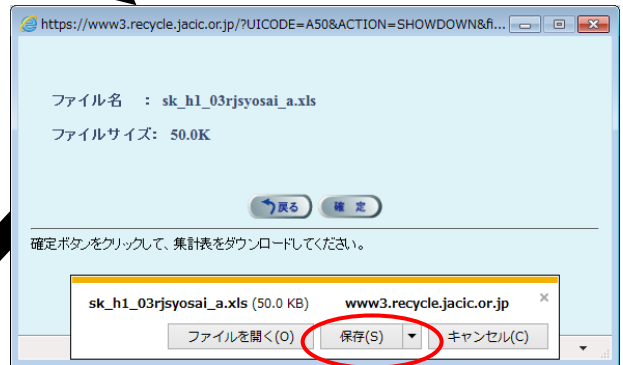 https://www3.recycle.jacic.or.jp/?UICODE=A50&ACTION=SHOWDOWN&fi...
ファイル名 : sk_h1_03rjsyosai_a.xls
ファイルサイズ: 50.0K
戻る 確 定
確定ボタンをクリックして、集計表をダウンロードしてください。
sk_h1_03rjsyosai_a.xls (50.0 KB) www3.recycle.jacic.or.jp ×
ファイルを開く(O) 保存(S) ▼ キャンセル(C)